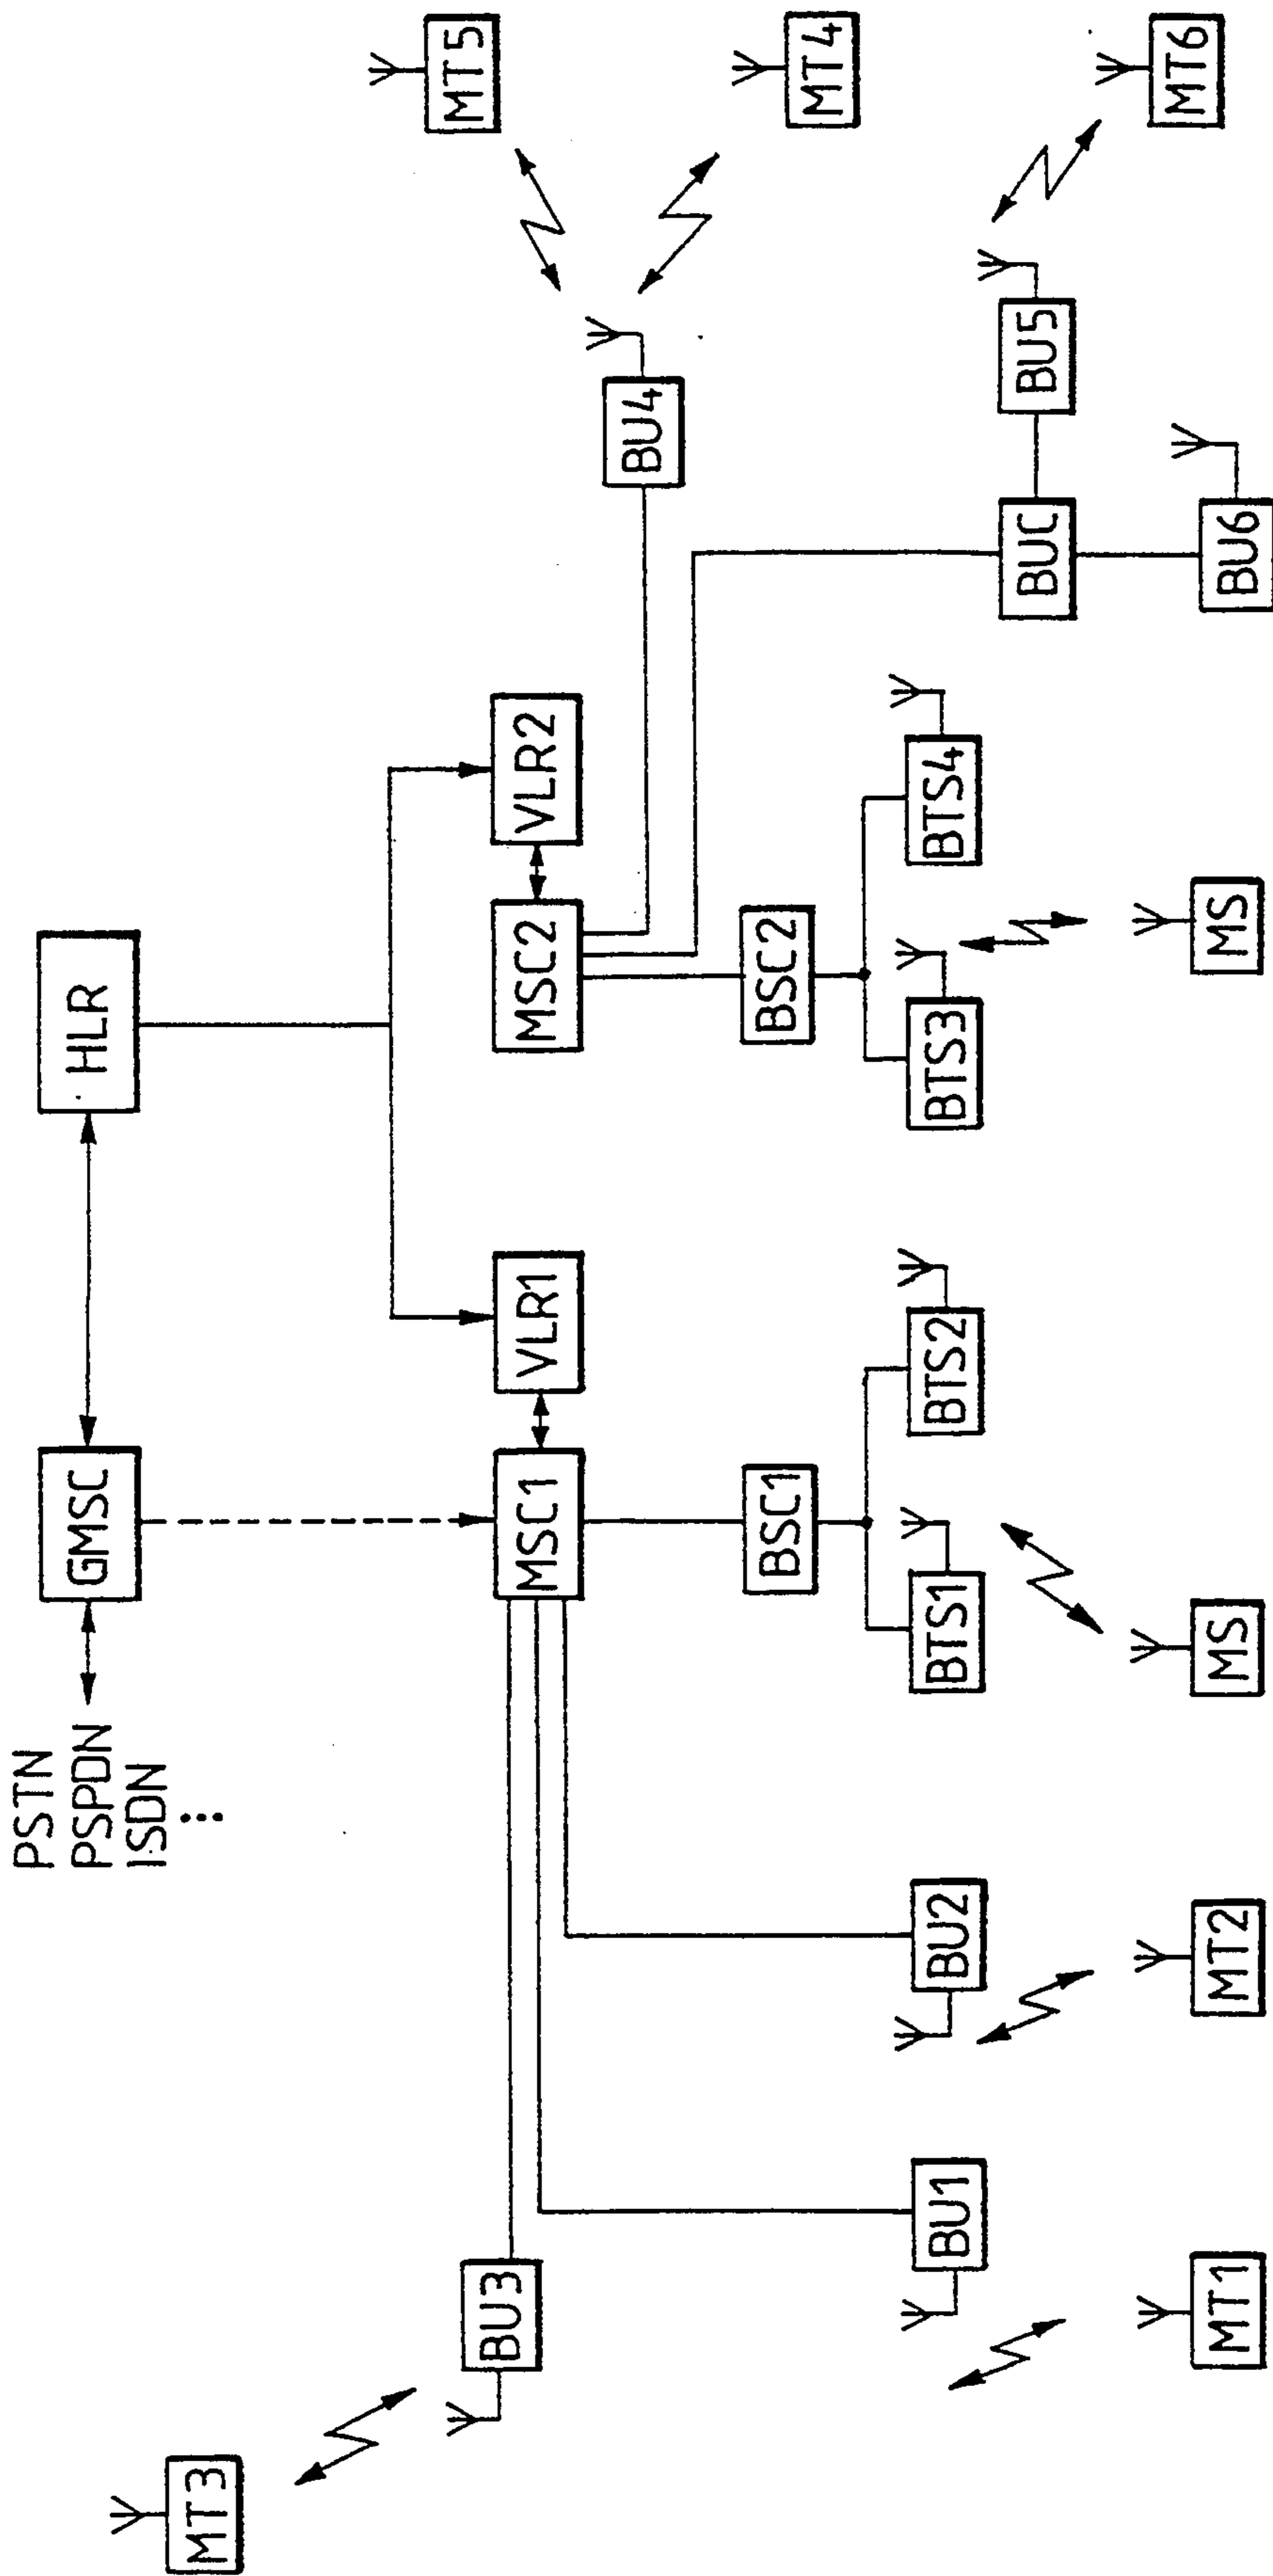 PSTN
PSPDN
ISDN
GMSC
HLR
MT3
MT5
BU3
MSC1
VLR1
MSC2
VLR2
BU4
MT4
BSC1
BSC2
BU1
BU2
BTS1
BTS2
BTS3
BTS4
BUC
BU5
MT1
MT2
MS
MS
BU6
MT6